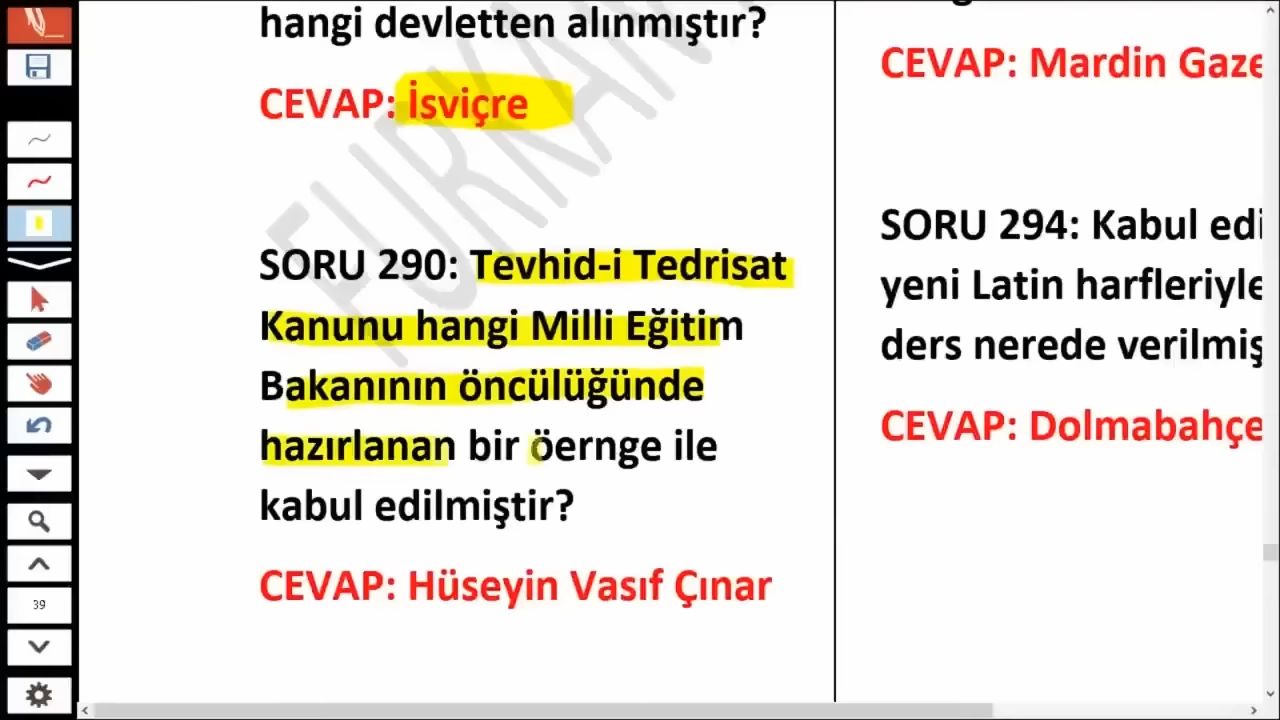 hangi devletten alınmıştır?
CEVAP: İsviçre
SORU 290: Tevhid-i Tedrisat
Kanunu hangi Milli Eğitim
Bakanının öncülüğünde
hazırlanan bir öernge ile
kabul edilmiştir?
CEVAP: Hüseyin Vasıf Çınar
CEVAP: Mardin Gaze
SORU 294: Kabul edi
yeni Latin harfleriyle
ders nerede verilmiş
CEVAP: Dolmabahçe
FURKAN
39